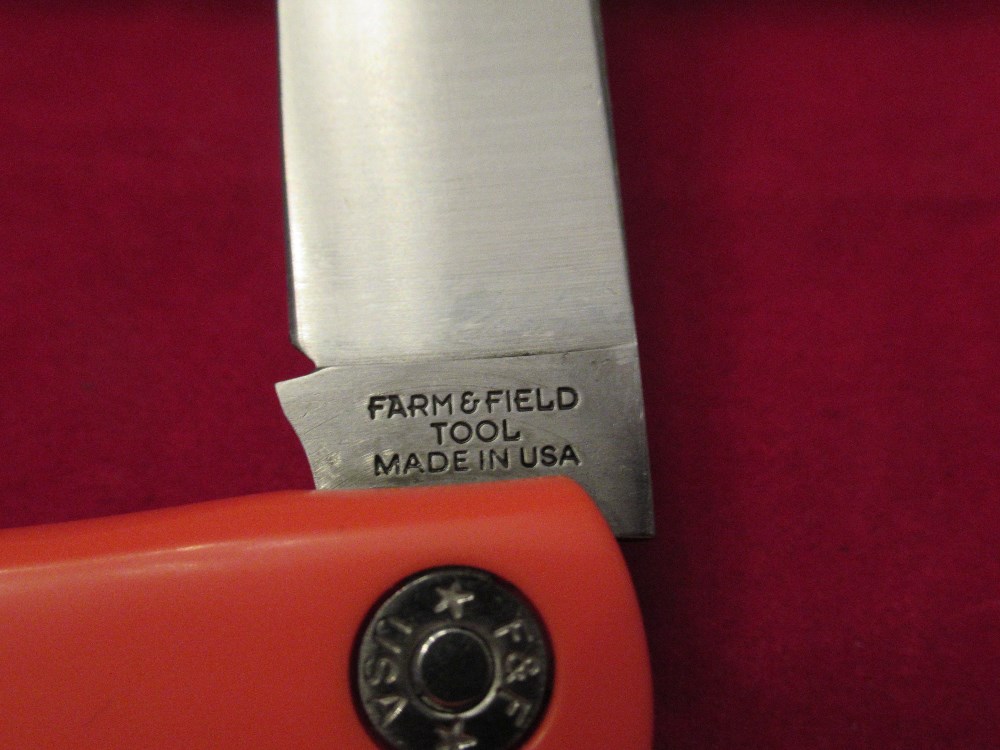 FARM & FIELD
TOOL
MADE IN USA
★ F&F ★ USA